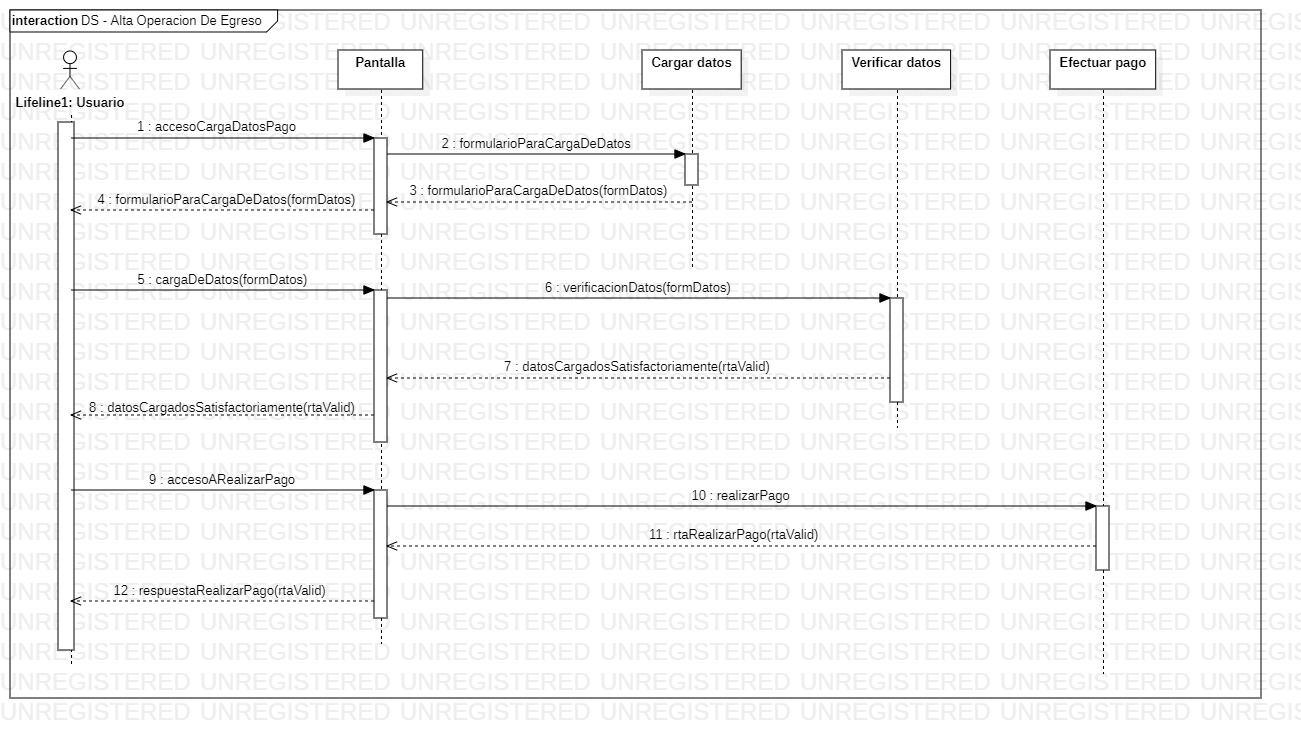 interaction DS - Alta Operacion De Egreso
Pantalla
Cargar datos
Verificar datos
Efectuar pago
Lifeline1: Usuario
1 : accesoCargaDatosPago
2 : formularioParaCargaDeDatos
3 : formularioParaCargaDeDatos(formDatos)
4 : formularioParaCargaDeDatos(formDatos)
5 : cargaDeDatos(formDatos)
6 : verificacionDatos(formDatos)
7 : datosCargadosSatisfactoriamente(rtaValid)
8 : datosCargadosSatisfactoriamente(rtaValid)
9 : accesoARealizarPago
10 : realizarPago
11 : rtaRealizarPago(rtaValid)
12 : respuestaRealizarPago(rtaValid)
UNREGISTERED UNREGISTERED UNREGISTERED UNREGISTERED UNREGISTERED UNREGISTERED